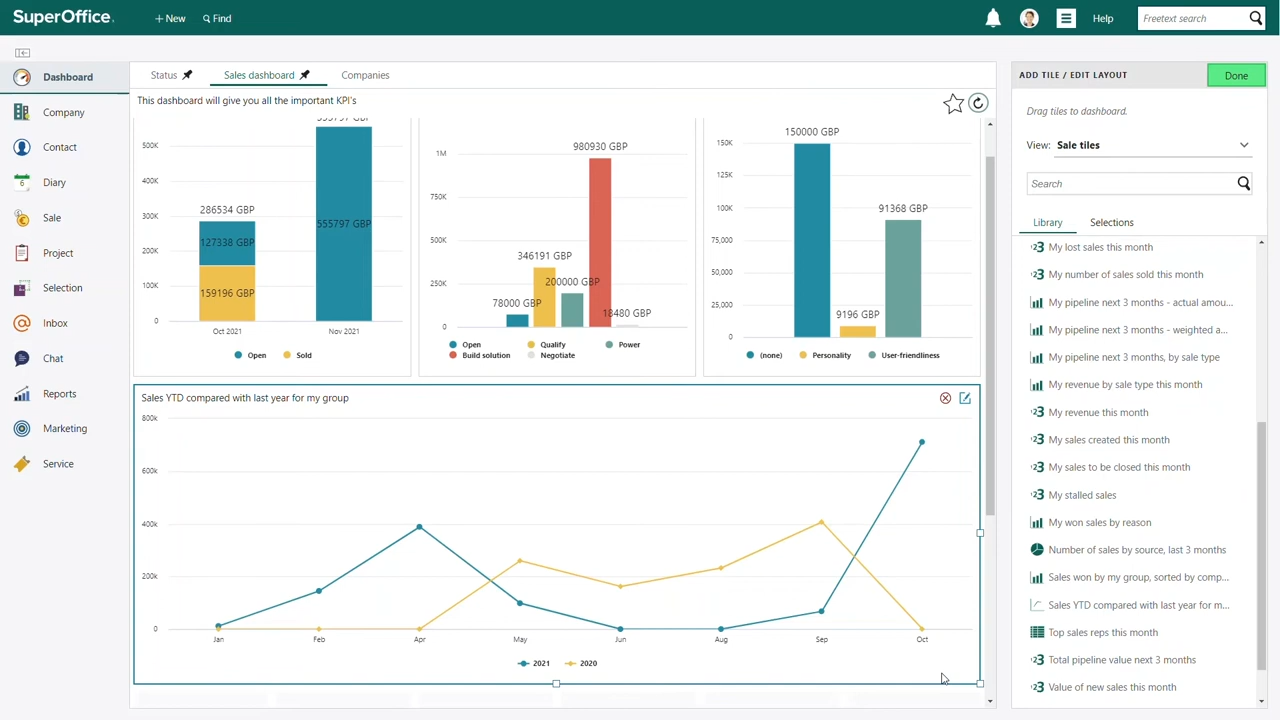 SuperOffice.
+ New
Find
Help
Freetext search
Dashboard
Company
Contact
6
Diary
Sale
Project
Selection
Inbox
Chat
Reports
Marketing
Service
Status
Sales dashboard
Companies
This dashboard will give you all the important KPI's
500K
400K
300K
200K
100K
0
286534 GBP
127338 GBP
159196 GBP
555797 GBP
555797 GBP
Oct 2021
Nov 2021
Open
Sold
1M
750K
500K
250K
0
78000 GBP
346191 GBP
200000 GBP
980930 GBP
18480 GBP
Open
Qualify
Power
Build solution
Negotiate
150K
125K
100K
75,000
50,000
25,000
0
150000 GBP
9196 GBP
91368 GBP
(none)
Personality
User-friendliness
Sales YTD compared with last year for my group
800k
600k
400k
200k
0
Jan
Feb
Apr
May
Jun
Aug
Sep
Oct
2021
2020
ADD TILE / EDIT LAYOUT
Done
Drag tiles to dashboard.
View: Sale tiles
Search
Library
Selections
123 My lost sales this month
123 My number of sales sold this month
My pipeline next 3 months - actual amou...
My pipeline next 3 months - weighted a...
My pipeline next 3 months, by sale type
My revenue by sale type this month
123 My revenue this month
123 My sales created this month
123 My sales to be closed this month
123 My stalled sales
My won sales by reason
Number of sales by source, last 3 months
Sales won by my group, sorted by comp...
Sales YTD compared with last year for m...
Top sales reps this month
123 Total pipeline value next 3 months
123 Value of new sales this month